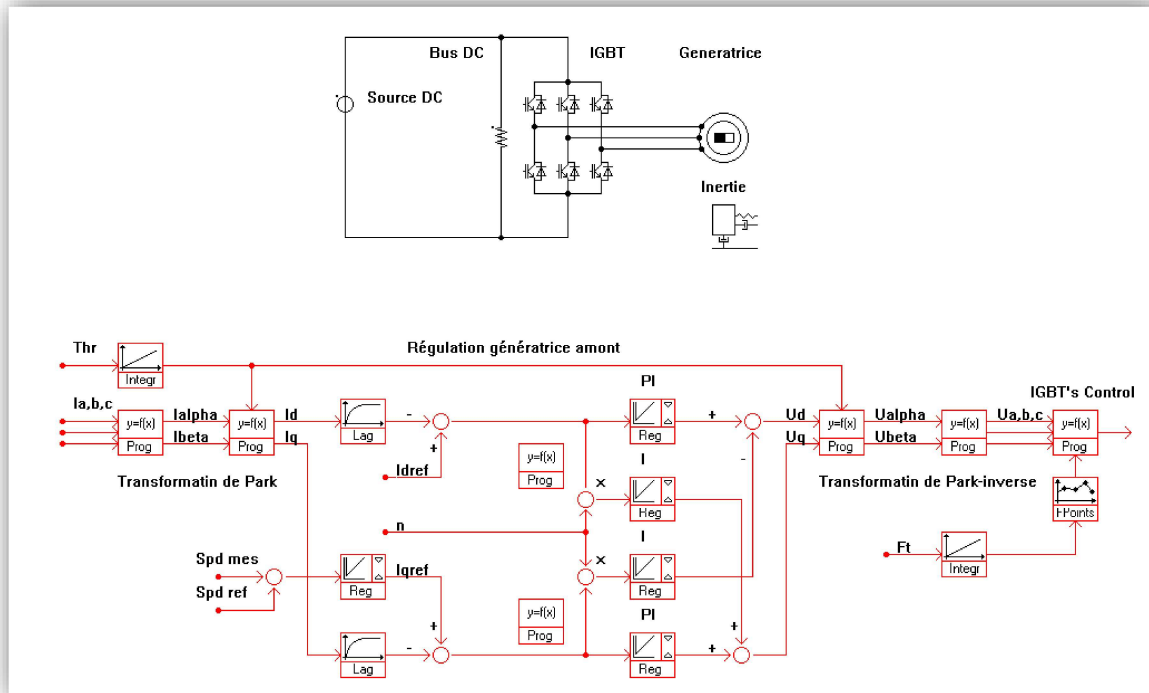 Bus DC
IGBT
Géneratrice
Source DC
Inertie
Thr
Integr
Régulation génératrice amont
PI
IGBT's Control
Ia,b,c
y=f(x)
Prog
Ialpha
Ibeta
y=f(x)
Prog
Id
Iq
Lag
-
+
Idref
y=f(x)
Prog
Reg
+
-
Ud
Uq
y=f(x)
Prog
Ualpha
Ubeta
y=f(x)
Prog
Ua,b,c
y=f(x)
Prog
Transformatin de Park
I
x
Reg
Transformatin de Park-inverse
n
Ft
Integr
Spd mes
Spd ref
Reg
Iqref
x
I
Reg
+
-
Lag
y=f(x)
Prog
PI
Reg
+
+